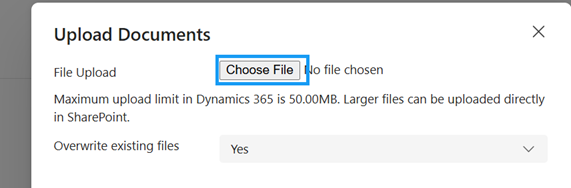 Upload Documents
File Upload
Choose File No file chosen
Maximum upload limit in Dynamics 365 is 50.00MB. Larger files can be uploaded directly
in SharePoint.
Overwrite existing files
Yes